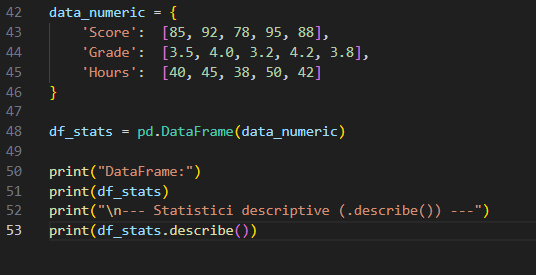 42 data_numeric = {
43     'Score':  [85, 92, 78, 95, 88],
44     'Grade':  [3.5, 4.0, 3.2, 4.2, 3.8],
45     'Hours':  [40, 45, 38, 50, 42]
46 }
47
48 df_stats = pd.DataFrame(data_numeric)
49
50 print("DataFrame:")
51 print(df_stats)
52 print("\n--- Statistici descriptive (.describe()) ---")
53 print(df_stats.describe())